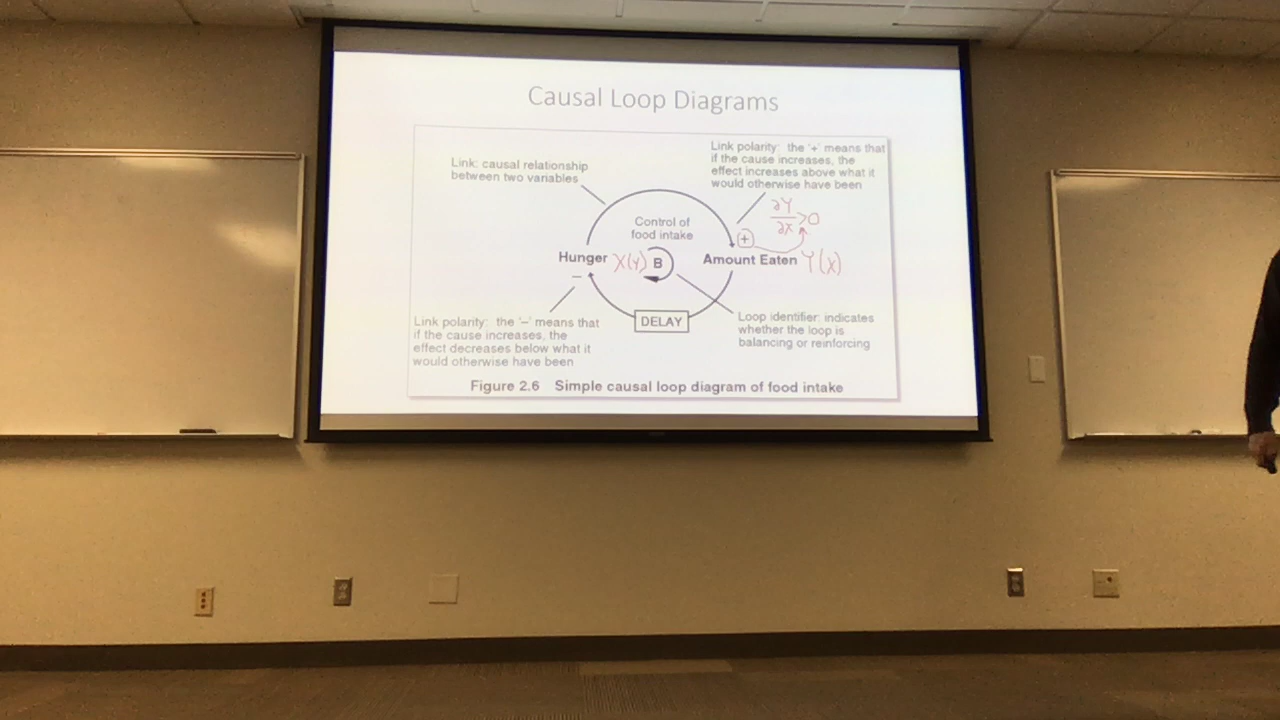 Causal Loop Diagrams
Link: causal relationship
between two variables
Link polarity: the '+' means that
if the cause increases, the
effect increases above what it
would otherwise have been
∂Y
∂X >0
Control of
food intake
+
Hunger X(Y) B Amount Eaten Y(X)
–
DELAY
Link polarity: the '–' means that
if the cause increases, the
effect decreases below what it
would otherwise have been
Loop identifier: indicates
whether the loop is
balancing or reinforcing
Figure 2.6 Simple causal loop diagram of food intake